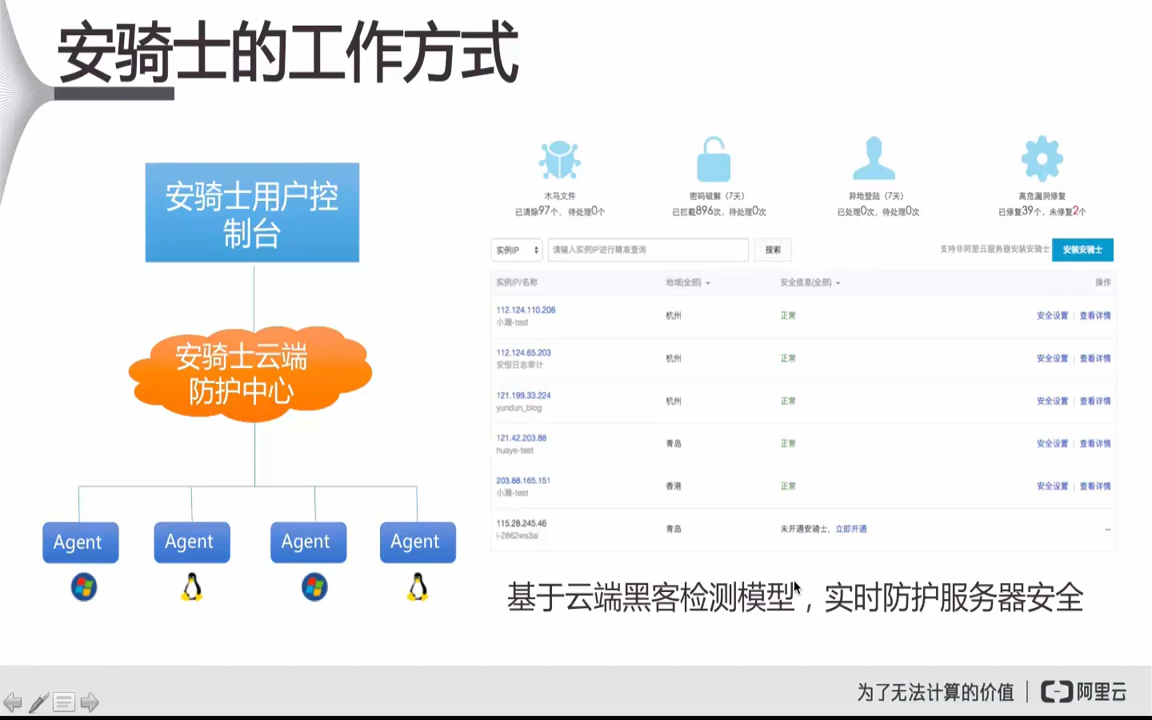 安骑士的工作方式
安骑士用户控
制台
安骑士云端
防护中心
Agent
Agent
Agent
Agent
木马文件
已清除97个，待处理0个
密码破解（7天）
已拦截896次，待处理0次
异地登陆（7天）
已处理0次，待处理0次
高危漏洞修复
已修复39个，未修复2个
实例IP
请输入实例IP进行精准查询
搜索
支持非阿里云服务器安装安骑士
安装安骑士
实例IP/名称 地域(全部) 安全信息(全部) 操作
112.124.110.206
小瀚-test
杭州 正常 安全设置 | 查看详情
112.124.65.203
安恒日志审计
杭州 正常 安全设置 | 查看详情
121.199.33.224
yundun_blog
杭州 正常 安全设置 | 查看详情
121.42.203.88
huaye-test
青岛 正常 安全设置 | 查看详情
203.88.165.151
小瀚-test
香港 正常 安全设置 | 查看详情
115.28.245.46
i-2862ws3ai
青岛 未开通安骑士，立即开通 --
基于云端黑客检测模型，实时防护服务器安全
为了无法计算的价值 | 阿里云